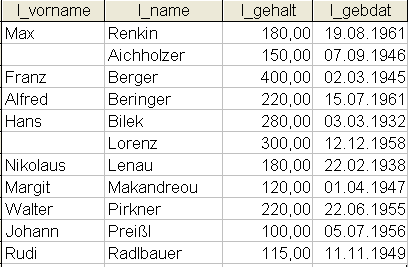 l_vorname l_name l_gehalt l_gebdat
Max Renkin 180,00 19.08.1961
Aichholzer 150,00 07.09.1946
Franz Berger 400,00 02.03.1945
Alfred Beringer 220,00 15.07.1961
Hans Bilek 280,00 03.03.1932
Lorenz 300,00 12.12.1958
Nikolaus Lenau 180,00 22.02.1938
Margit Makandreou 120,00 01.04.1947
Walter Pirkner 220,00 22.06.1955
Johann Preißl 100,00 05.07.1956
Rudi Radlbauer 115,00 11.11.1949